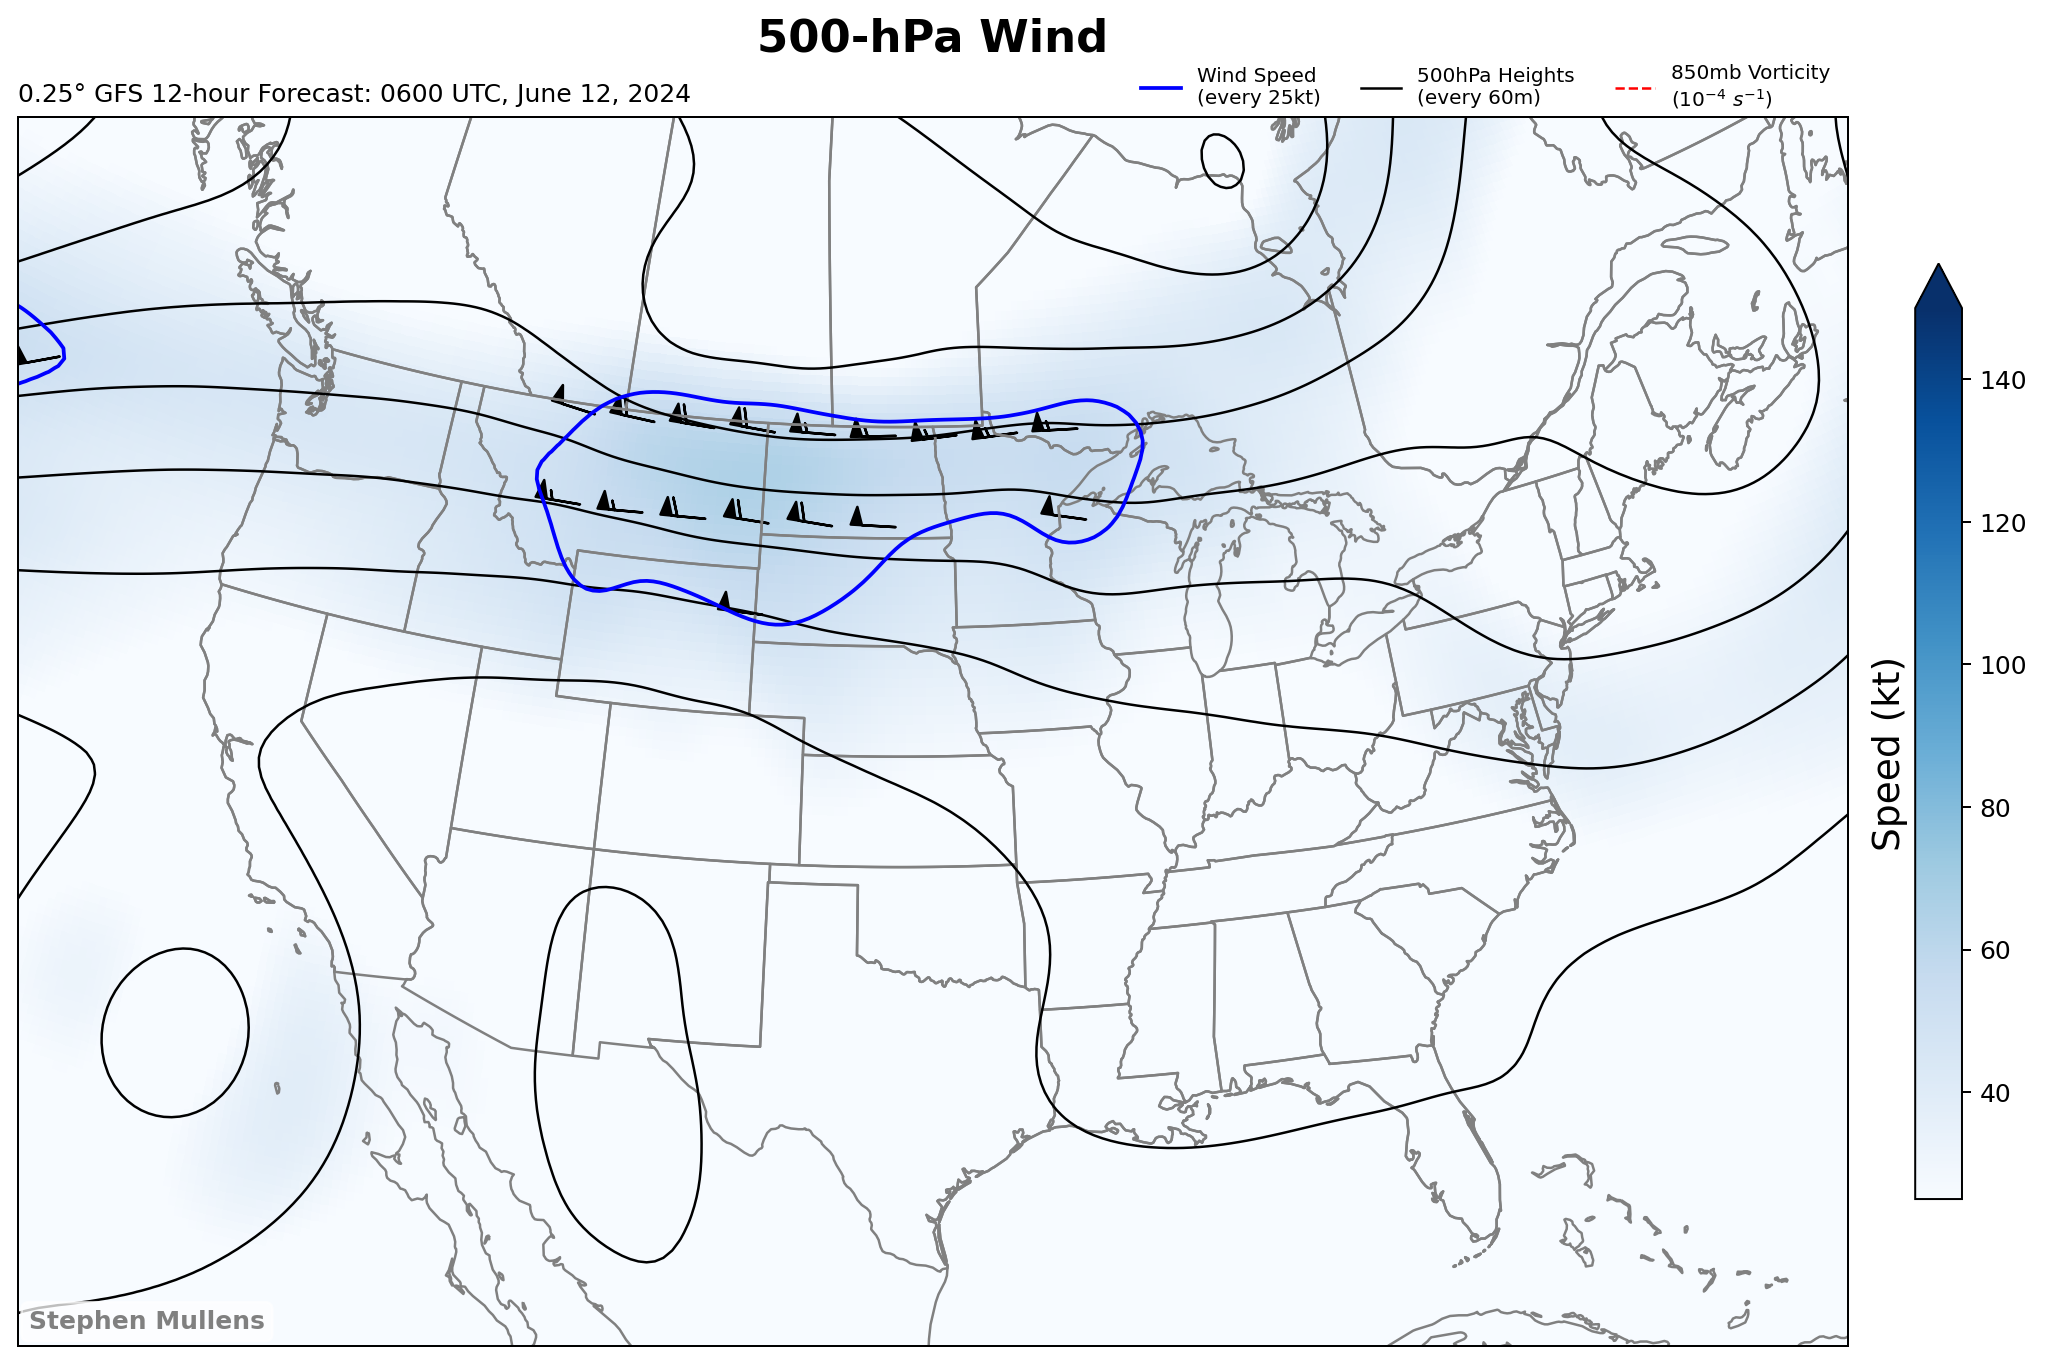 500-hPa Wind
0.25° GFS 12-hour Forecast: 0600 UTC, June 12, 2024
Wind Speed
(every 25kt)
500hPa Heights
(every 60m)
850mb Vorticity
(10⁻⁴ s⁻¹)
140
120
100
80
60
40
Speed (kt)
Stephen Mullens